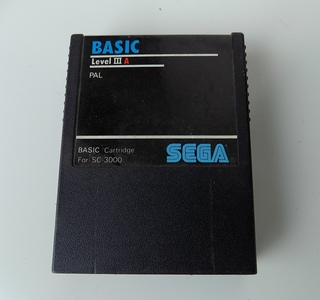 BASIC
Level III A
PAL
BASIC Cartridge
For SC-3000
SEGA